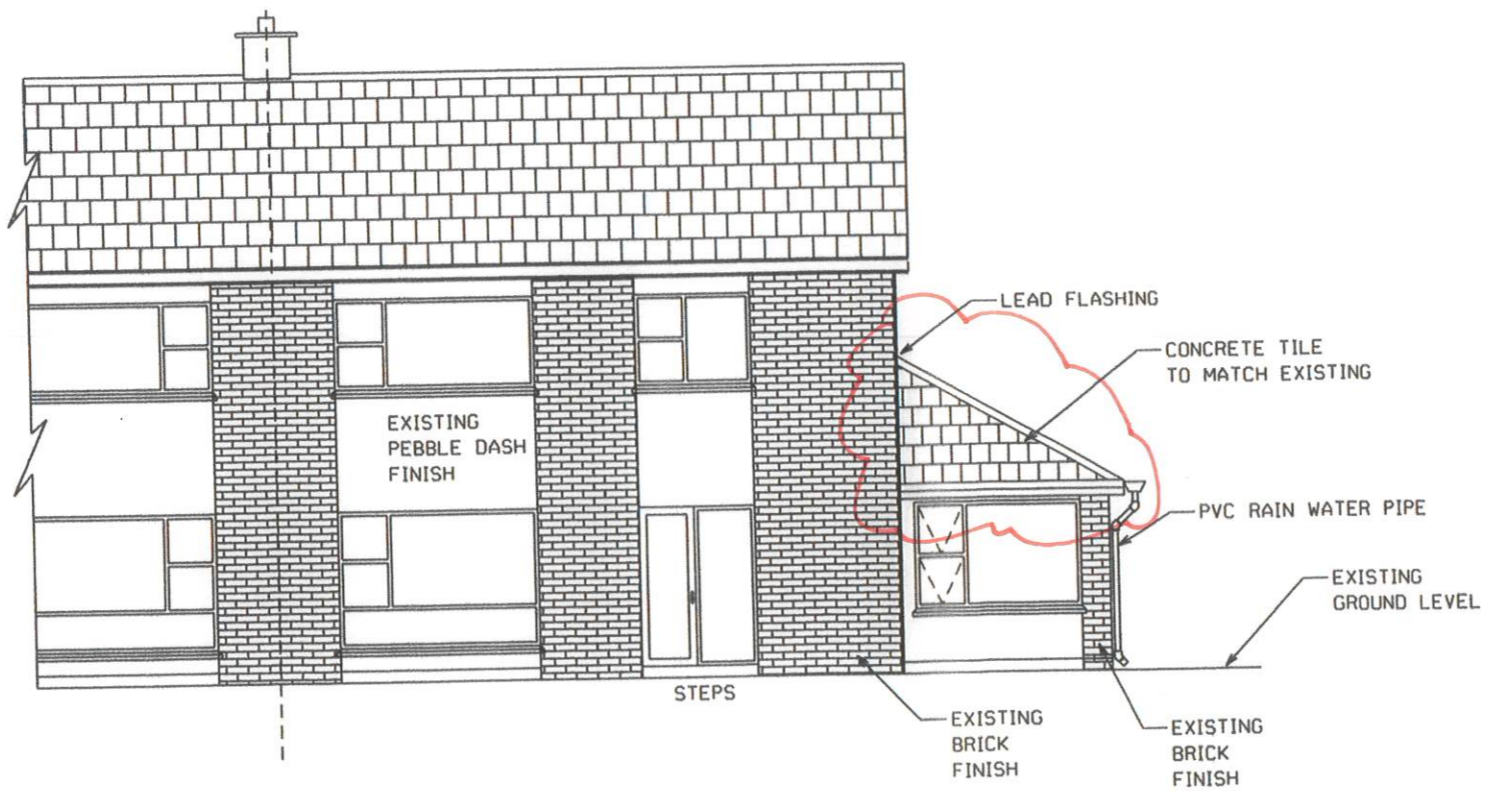 LEAD FLASHING
CONCRETE TILE
TO MATCH EXISTING
EXISTING
PEBBLE DASH
FINISH
PVC RAIN WATER PIPE
EXISTING
GROUND LEVEL
STEPS
EXISTING
BRICK
FINISH
EXISTING
BRICK
FINISH